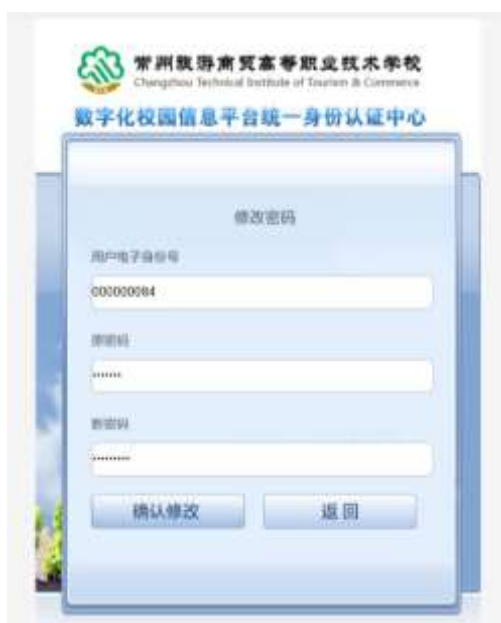 常州旅游商贸高等职业技术学校
Changzhou Technical Institute of Tourism & Commerce
数字化校园信息平台统一身份认证中心
修改密码
用户电子身份号
000000084
原密码
•••••••
新密码
•••••••••
确认修改
返回